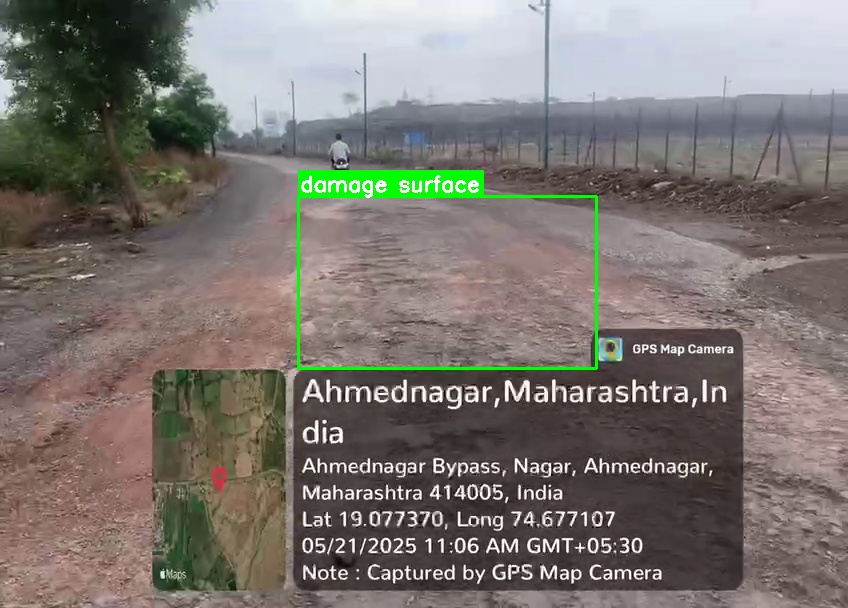 damage surface
GPS Map Camera
Ahmednagar,Maharashtra,In
dia
Ahmednagar Bypass, Nagar, Ahmednagar,
Maharashtra 414005, India
Lat 19.077370, Long 74.677107
05/21/2025 11:06 AM GMT+05:30
Note : Captured by GPS Map Camera
Maps